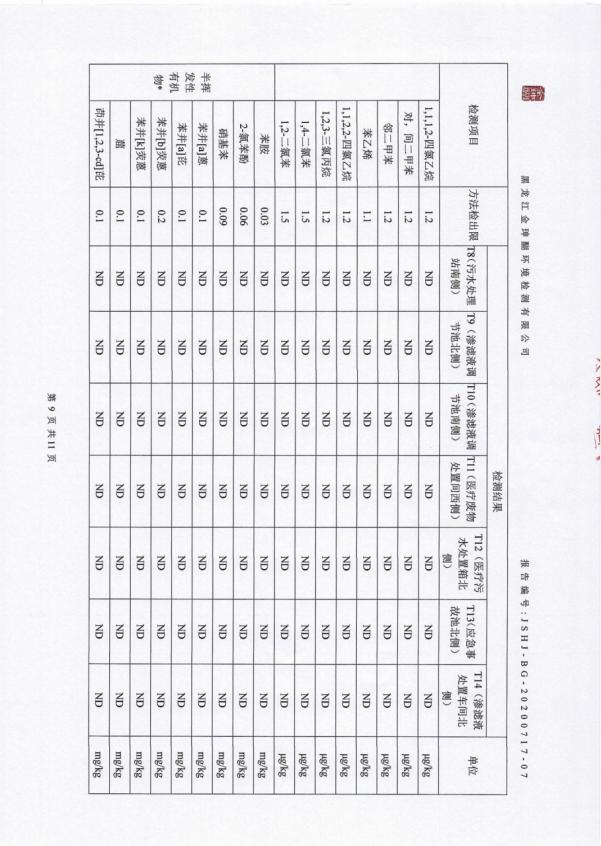 黑龙江金珅翮环境检测有限公司 报告编号:JSHJ-BG-20200717-07
检测项目 方法检出限 检测结果 单位
T8(污水处理站南侧) T9(渗滤液调节池北侧) T10(渗滤液调节池南侧) T11(医疗废物处置间西侧) T12(医疗污水处置箱北侧) T13(应急事故池北侧) T14(渗滤液处置车间北侧)
1,1,1,2-四氯乙烷 1.2 ND ND ND ND ND ND ND μg/kg
对,间二甲苯 1.2 ND ND ND ND ND ND ND μg/kg
邻二甲苯 1.2 ND ND ND ND ND ND ND μg/kg
苯乙烯 1.1 ND ND ND ND ND ND ND μg/kg
1,1,2,2-四氯乙烷 1.2 ND ND ND ND ND ND ND μg/kg
1,2,3-三氯丙烷 1.2 ND ND ND ND ND ND ND μg/kg
1,4-二氯苯 1.5 ND ND ND ND ND ND ND μg/kg
1,2-二氯苯 1.5 ND ND ND ND ND ND ND μg/kg
半挥发性有机物*
苯胺 0.03 ND ND ND ND ND ND ND mg/kg
2-氯苯酚 0.06 ND ND ND ND ND ND ND mg/kg
硝基苯 0.09 ND ND ND ND ND ND ND mg/kg
苯并[a]蒽 0.1 ND ND ND ND ND ND ND mg/kg
苯并[a]芘 0.1 ND ND ND ND ND ND ND mg/kg
苯并[b]荧蒽 0.2 ND ND ND ND ND ND ND mg/kg
苯并[k]荧蒽 0.1 ND ND ND ND ND ND ND mg/kg
䓛 0.1 ND ND ND ND ND ND ND mg/kg
茚并[1,2,3-cd]芘 0.1 ND ND ND ND ND ND ND mg/kg
第 9 页 共11 页